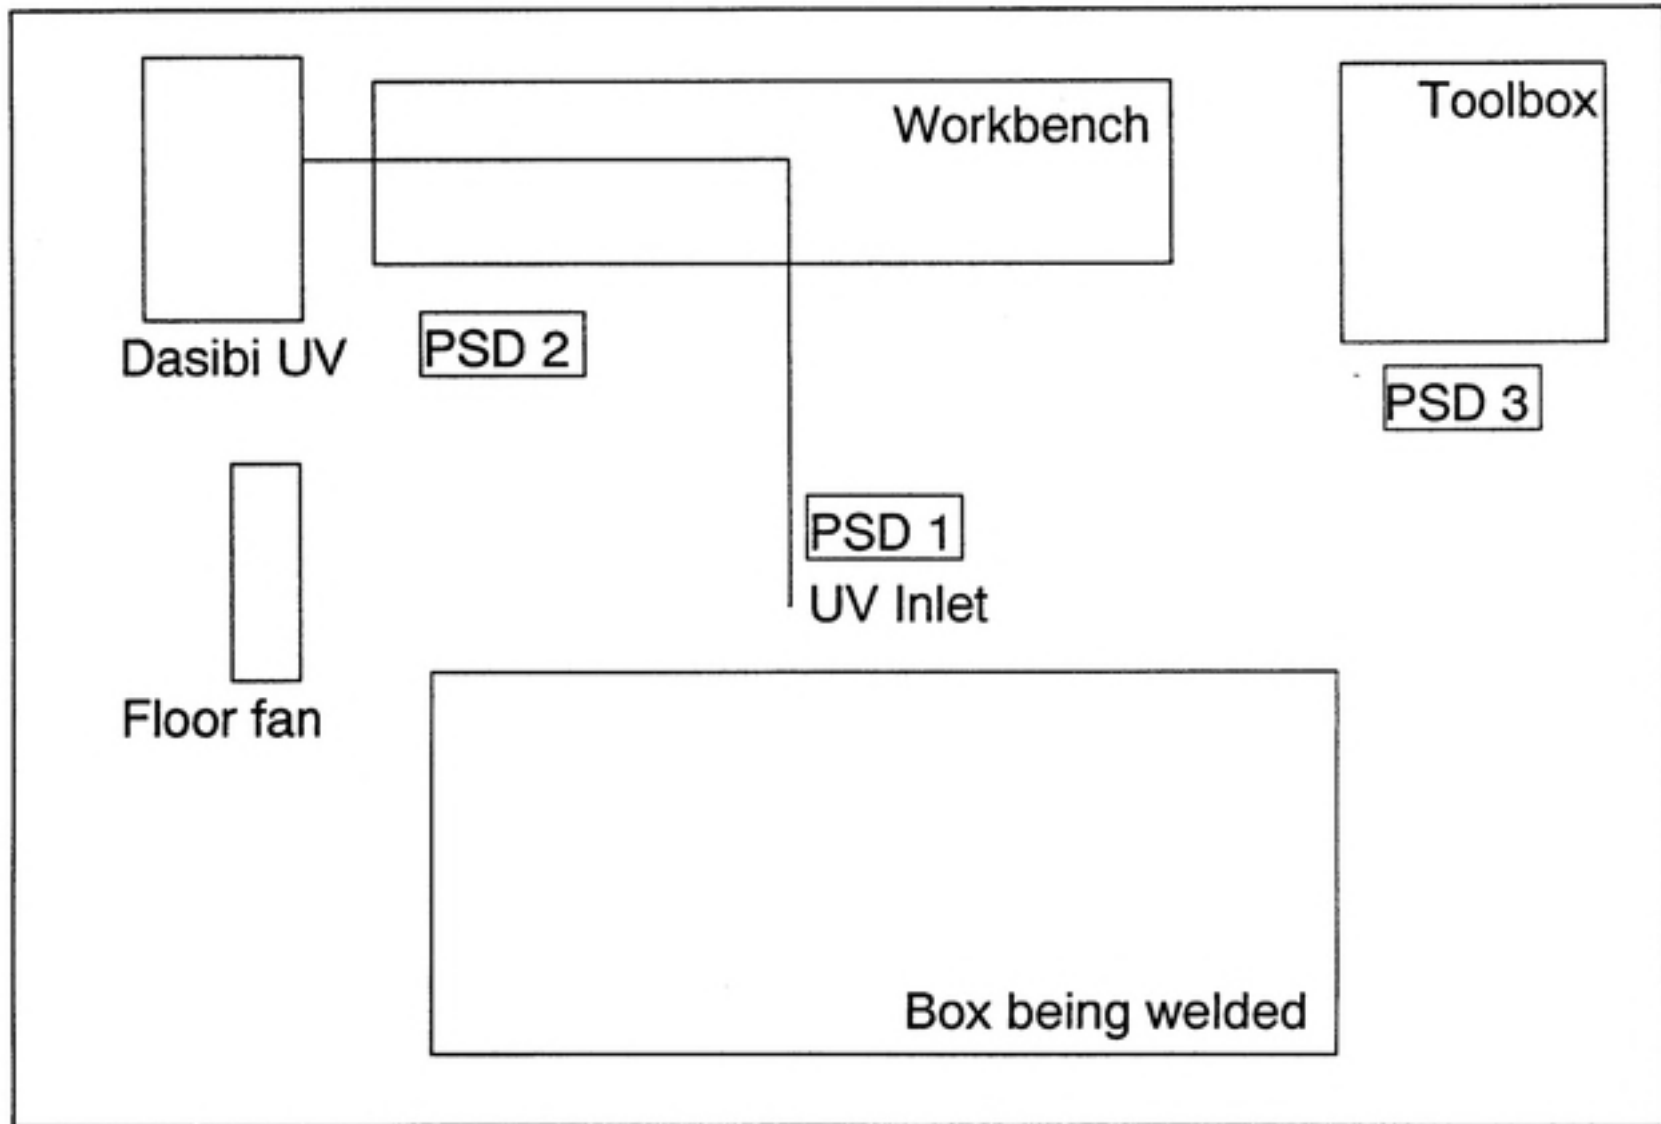 Workbench
Toolbox
Dasibi UV
PSD 2
PSD 3
PSD 1
UV Inlet
Floor fan
Box being welded